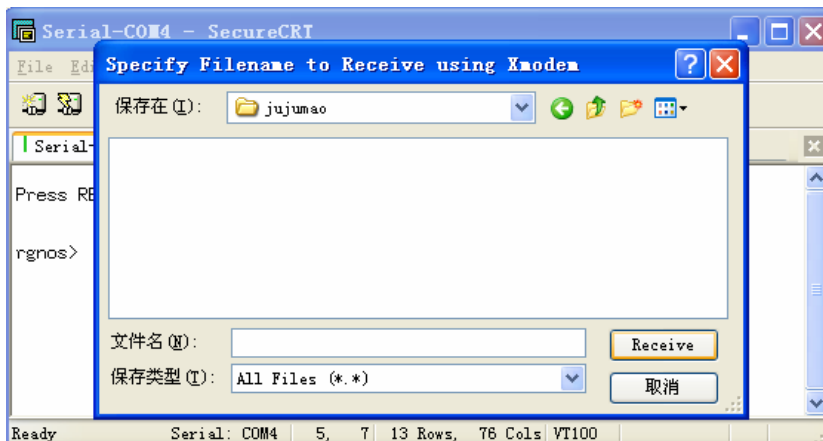 Serial-COM4 - SecureCRT
File Edi
Specify Filename to Receive using Xmodem
保存在(I):
jujumao
Serial-
Press RE
rgnos>
文件名(N):
Receive
保存类型(T):
All Files (*.*)
取消
Ready
Serial: COM4
5, 7
13 Rows, 76 Cols
VT100